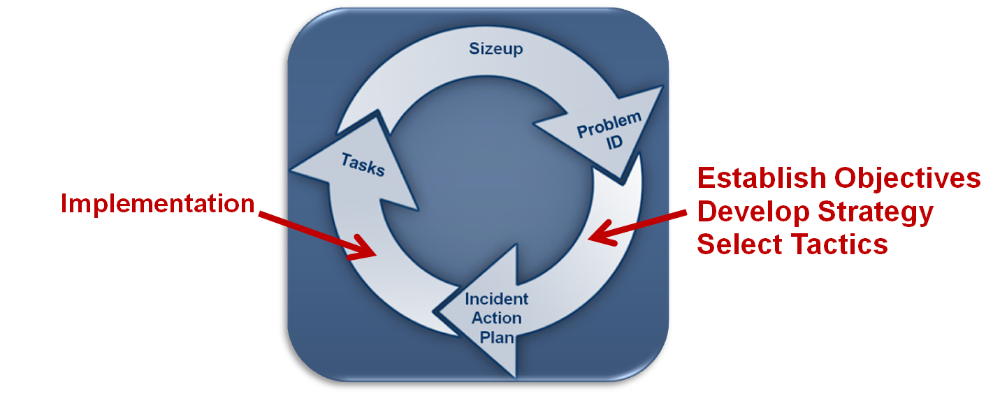 Sizeup
Problem
ID
Tasks
Establish Objectives
Develop Strategy
Select Tactics
Implementation
Incident
Action
Plan